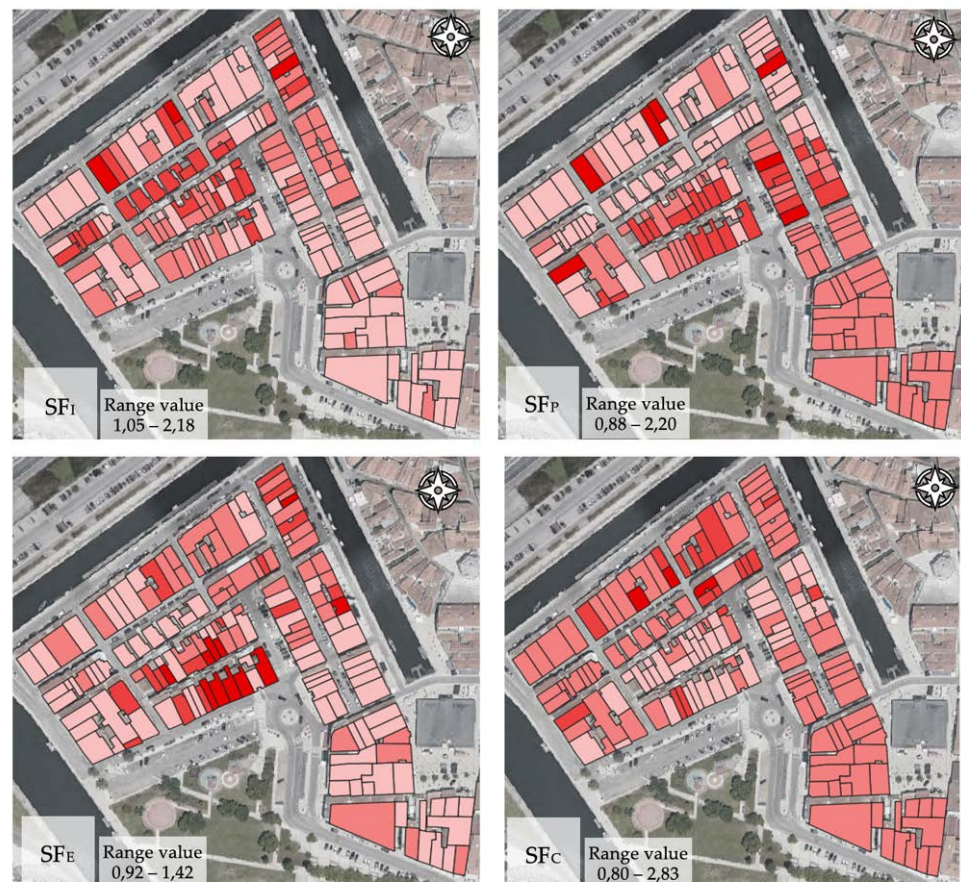 SFI
Range value
1,05 – 2,18
SFP
Range value
0,88 – 2,20
SFE
Range value
0,92 – 1,42
SFC
Range value
0,80 – 2,83